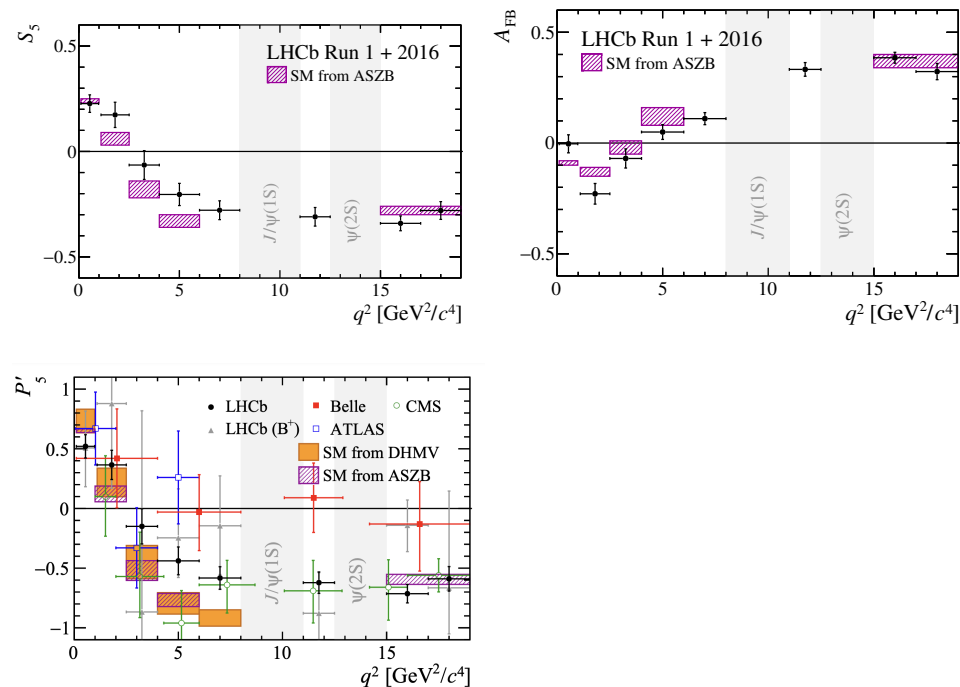 S₅
LHCb Run 1 + 2016
SM from ASZB
0.5
0
−0.5
J/ψ(1S)
ψ(2S)
0 5 10 15
q² [GeV²/c⁴]
A_FB
LHCb Run 1 + 2016
SM from ASZB
0.5
0
−0.5
J/ψ(1S)
ψ(2S)
0 5 10 15
q² [GeV²/c⁴]
P′₅
LHCb Belle CMS
LHCb (B⁺) ATLAS
SM from DHMV
SM from ASZB
1
0.5
0
−0.5
−1
J/ψ(1S)
ψ(2S)
0 5 10 15
q² [GeV²/c⁴]